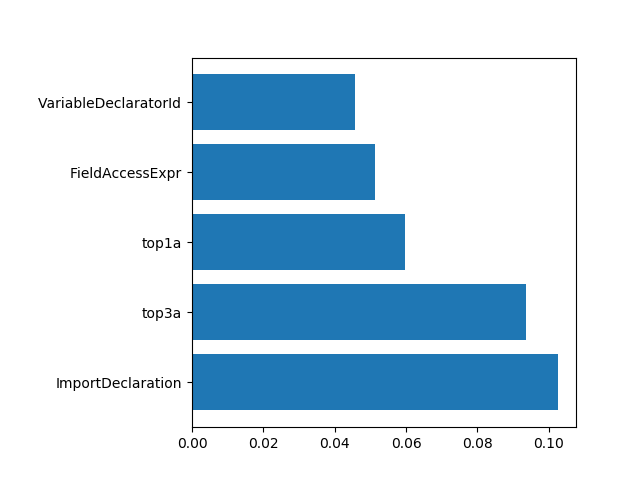 VariableDeclaratorId
FieldAccessExpr
top1a
top3a
ImportDeclaration
0.00 0.02 0.04 0.06 0.08 0.10